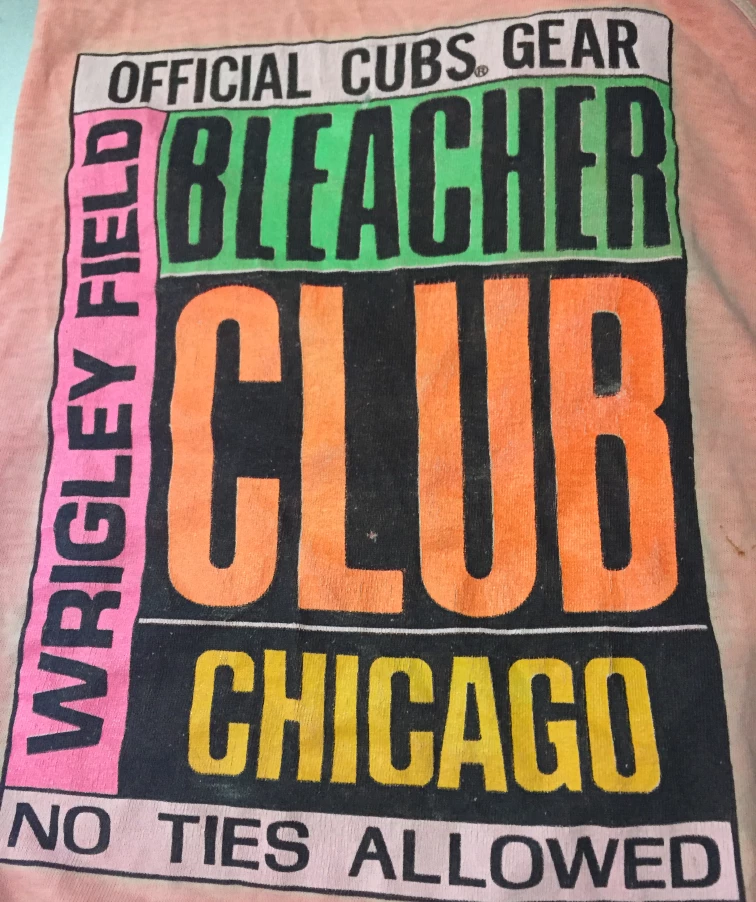 OFFICIAL CUBS® GEAR
WRIGLEY FIELD
BLEACHER
CLUB
CHICAGO
NO TIES ALLOWED